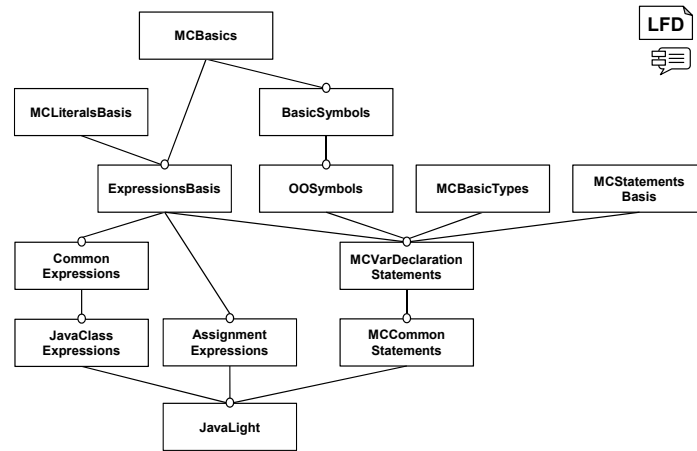 LFD
MCBasics
MCLiteralsBasis
BasicSymbols
ExpressionsBasis
OOSymbols
MCBasicTypes
MCStatements
Basis
Common
Expressions
MCVarDeclaration
Statements
JavaClass
Expressions
Assignment
Expressions
MCCommon
Statements
JavaLight